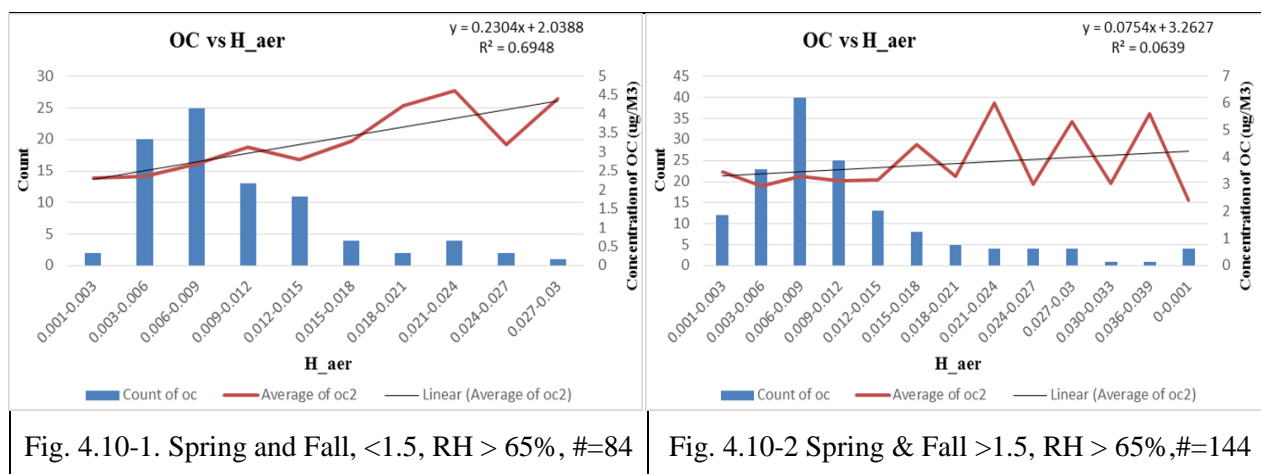 OC vs H_aer
y = 0.2304x + 2.0388
R² = 0.6948
30
25
20
15
10
5
0
Count
5
4.5
4
3.5
3
2.5
2
1.5
1
0.5
0
Concentration of OC (ug/M3)
0.001-0.003
0.003-0.006
0.006-0.009
0.009-0.012
0.012-0.015
0.015-0.018
0.018-0.021
0.021-0.024
0.024-0.027
0.027-0.03
H_aer
Count of oc
Average of oc2
Linear (Average of oc2)
Fig. 4.10-1. Spring and Fall, <1.5, RH > 65%, #=84
OC vs H_aer
y = 0.0754x + 3.2627
R² = 0.0639
45
40
35
30
25
20
15
10
5
0
Count
7
6
5
4
3
2
1
0
Concentration of OC (ug/M3)
0.001-0.003
0.003-0.006
0.006-0.009
0.009-0.012
0.012-0.015
0.015-0.018
0.018-0.021
0.021-0.024
0.024-0.027
0.027-0.03
0.030-0.033
0.036-0.039
0-0.001
H_aer
Count of oc
Average of oc2
Linear (Average of oc2)
Fig. 4.10-2 Spring & Fall >1.5, RH > 65%,#=144